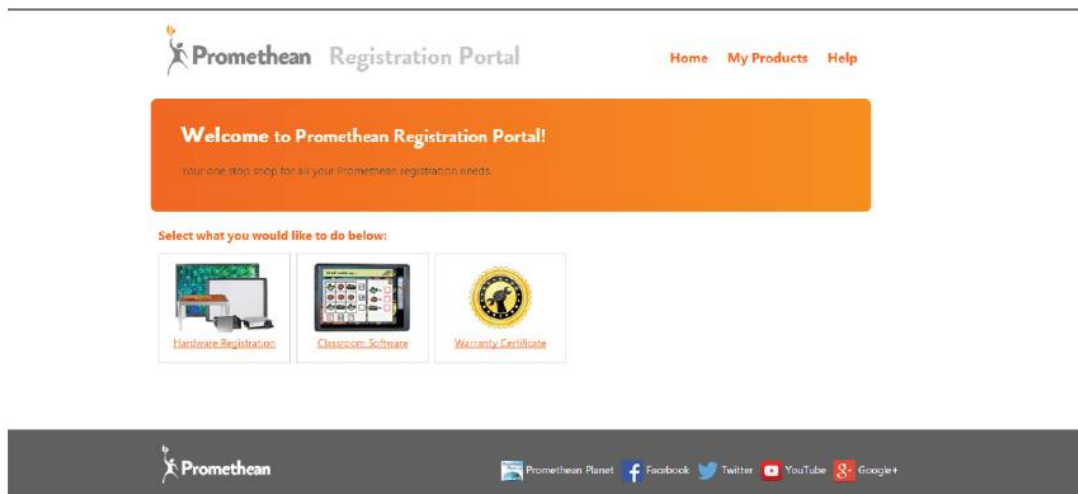 Promethean Registration Portal
Home My Products Help
Welcome to Promethean Registration Portal!
Your one stop shop for all your Promethean registration needs.
Select what you would like to do below:
Hardware Registration Classroom Software Warranty Certificate
Promethean Promethean Planet Facebook Twitter YouTube Google+